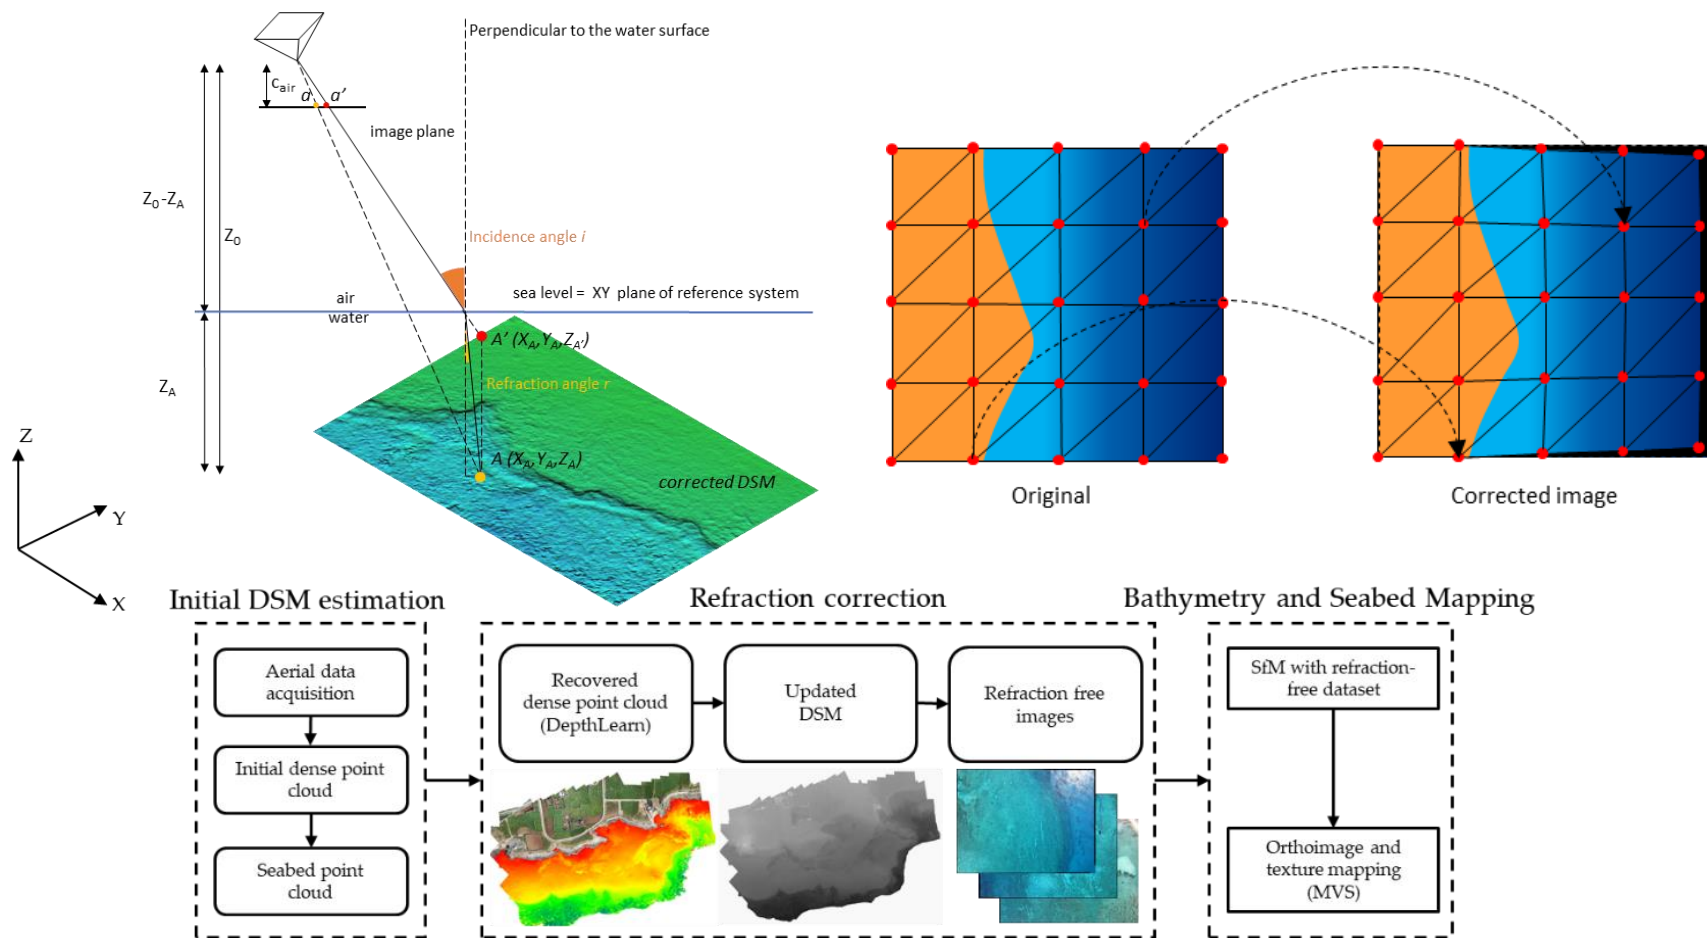 Perpendicular to the water surface
c_air
a
a’
image plane
Z₀-Z_A
Z₀
Incidence angle i
air
water
sea level = XY plane of reference system
A’ (X_A,Y_A,Z_A’)
Refraction angle r
Z_A
A (X_A,Y_A,Z_A)
corrected DSM
Z
Y
X
Original
Corrected image
Initial DSM estimation
Aerial data
acquisition
Initial dense point
cloud
Seabed point
cloud
Refraction correction
Recovered
dense point cloud
(DepthLearn)
Updated
DSM
Refraction free
images
Bathymetry and Seabed Mapping
SfM with refraction-
free dataset
Orthoimage and
texture mapping
(MVS)